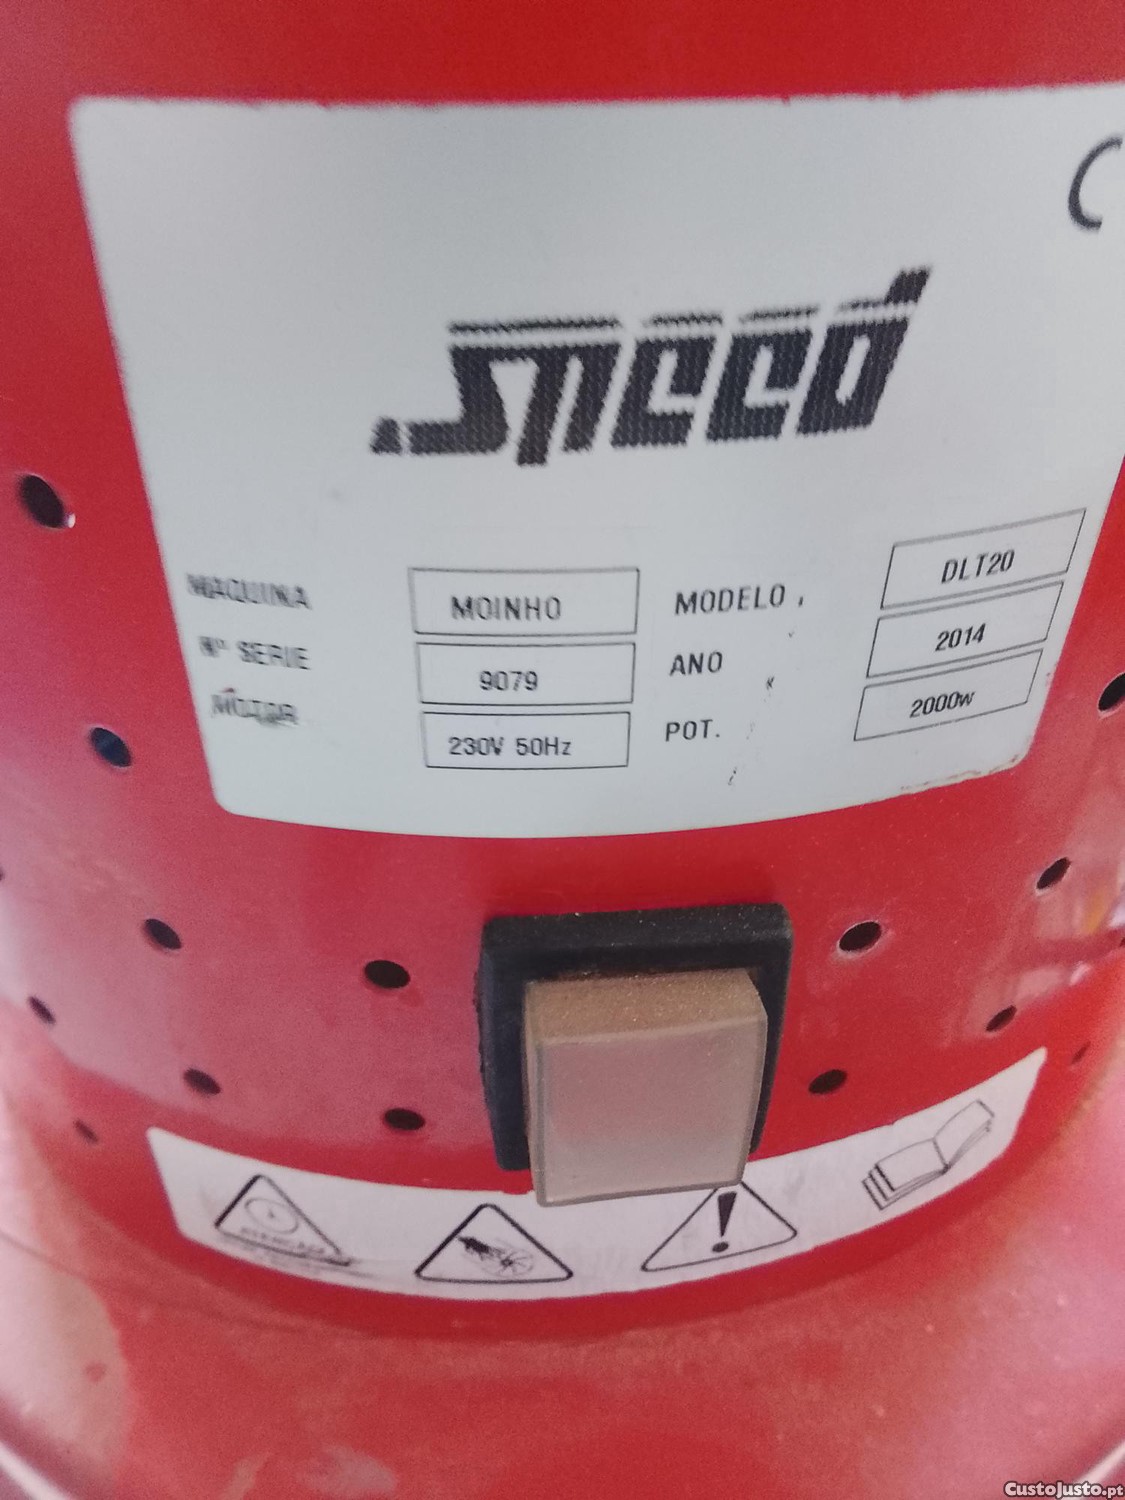 speed
MAQUINA MOINHO MODELO DLT20
Nº SERIE 9079 ANO 2014
MOTOR 230V 50Hz POT. 2000w
CustoJusto.pt